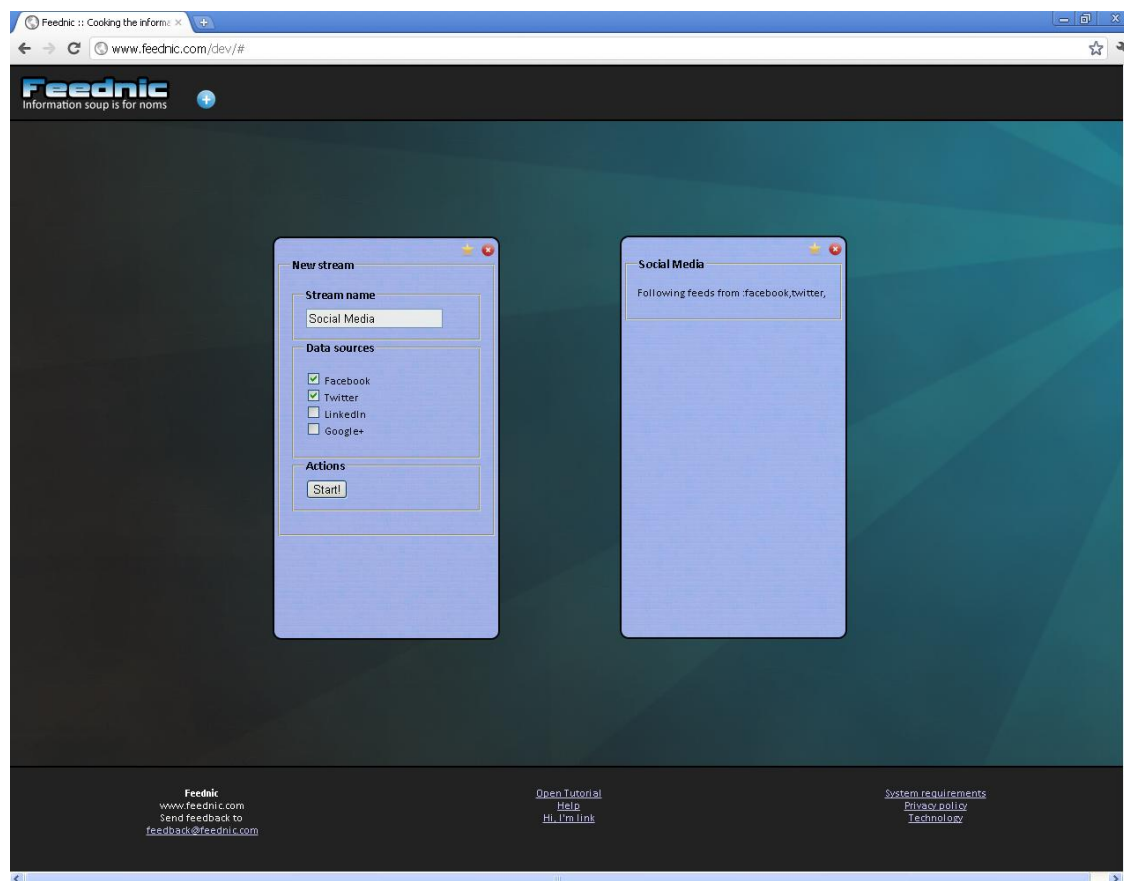 Feednic :: Cooking the informa
www.feednic.com/dev/#
Feednic
Information soup is for noms
New stream
Stream name
Social Media
Data sources
Facebook
Twitter
LinkedIn
Google+
Actions
Start!
Social Media
Following feeds from :facebook,twitter,
Feednic
www.feednic.com
Send feedback to
feedback@feednic.com
Open Tutorial
Help
Hi, I'm link
System requirements
Privacy policy
Technology